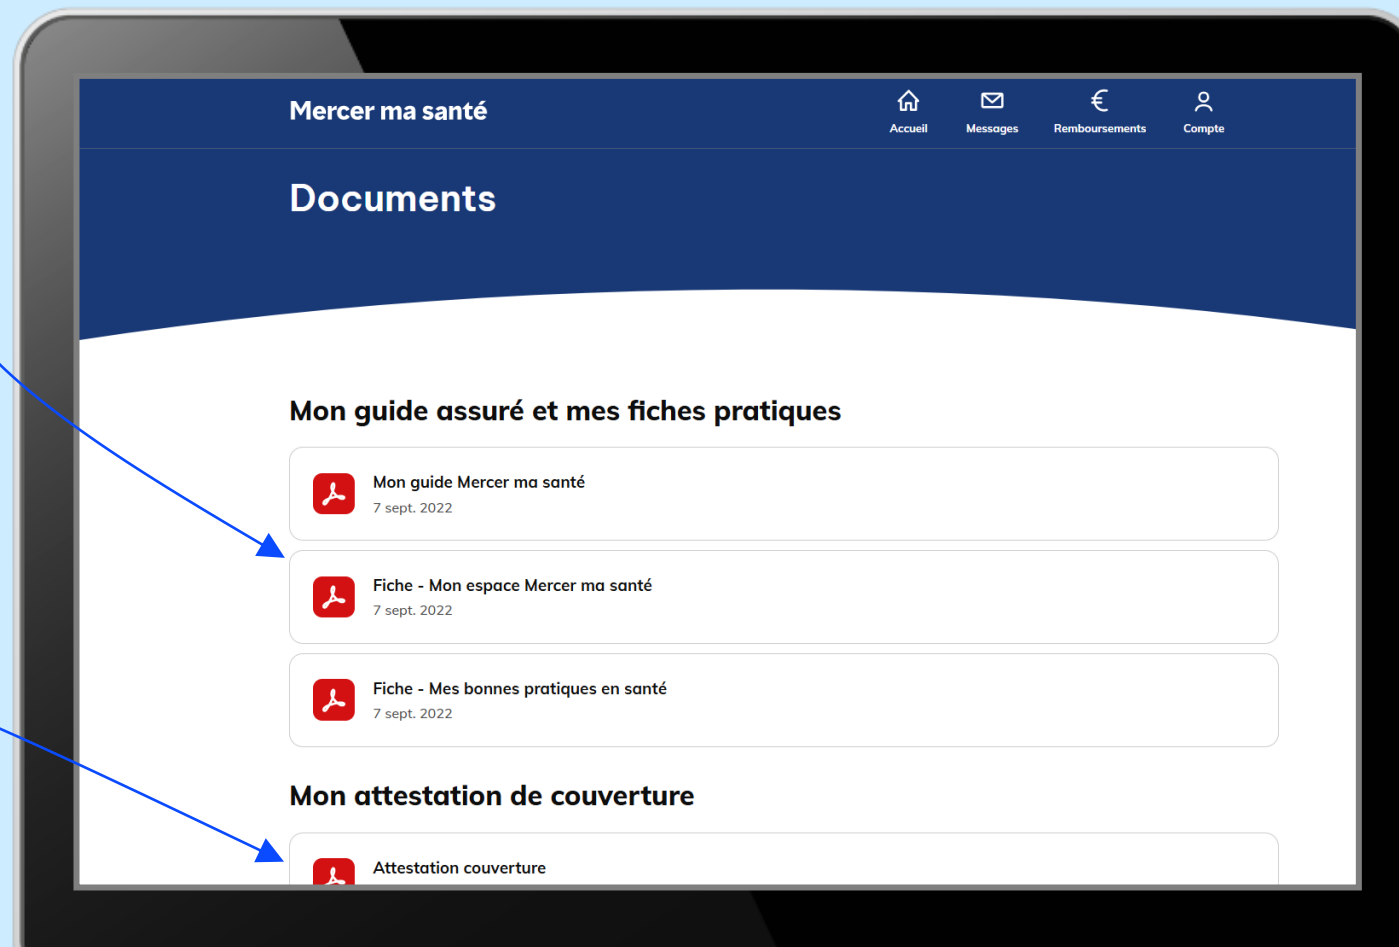 Mercer ma santé
Accueil
Messages
Remboursements
Compte
Documents
Mon guide assuré et mes fiches pratiques
Mon guide Mercer ma santé
7 sept. 2022
Fiche - Mon espace Mercer ma santé
7 sept. 2022
Fiche - Mes bonnes pratiques en santé
7 sept. 2022
Mon attestation de couverture
Attestation couverture